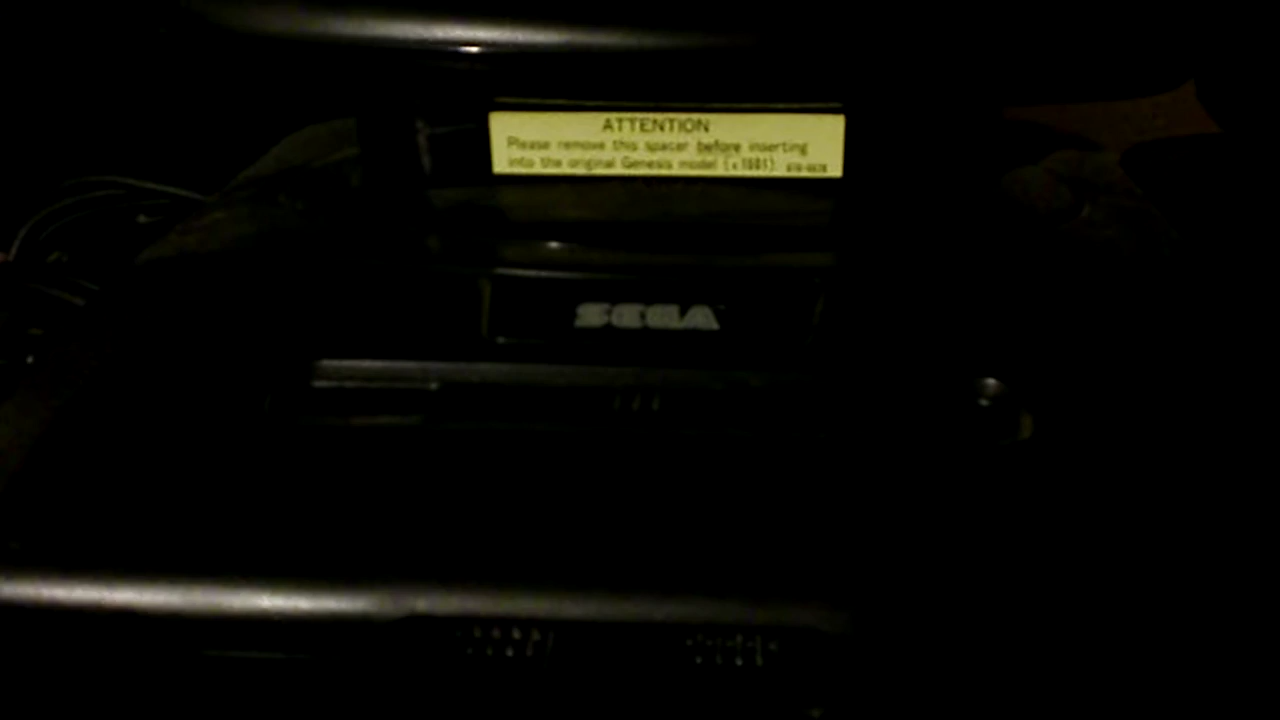 ATTENTION
Please remove this spacer before inserting
into the original Genesis model
SEGA